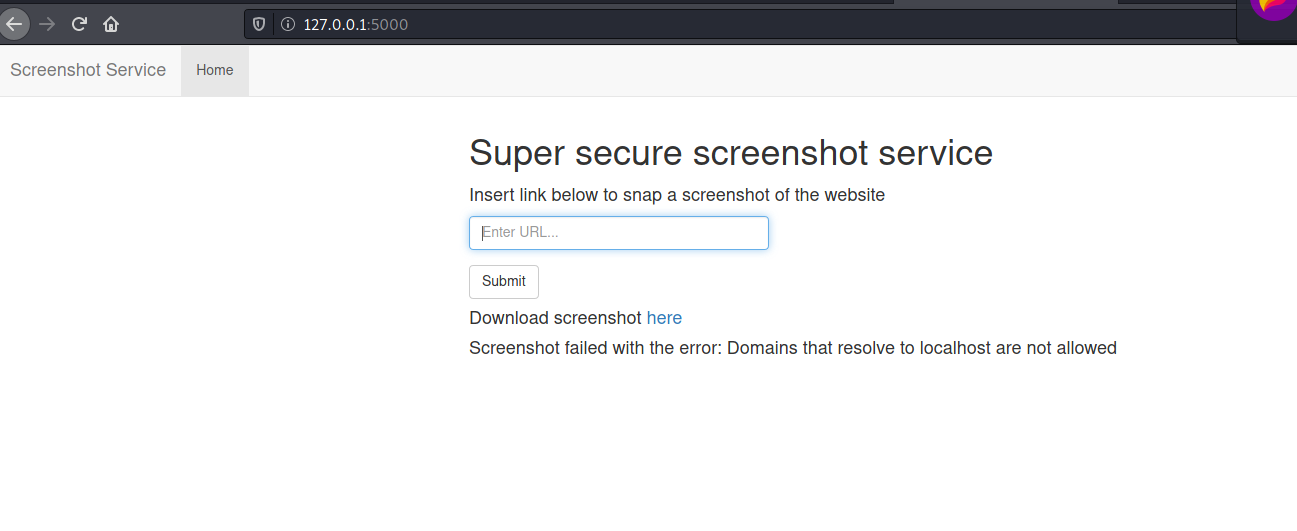 127.0.0.1:5000
Screenshot Service Home
Super secure screenshot service
Insert link below to snap a screenshot of the website
Enter URL...
Submit
Download screenshot here
Screenshot failed with the error: Domains that resolve to localhost are not allowed